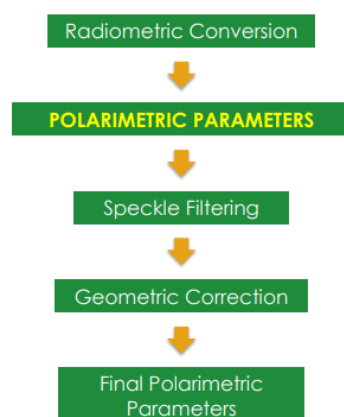 Radiometric Conversion
POLARIMETRIC PARAMETERS
Speckle Filtering
Geometric Correction
Final Polarimetric
Parameters